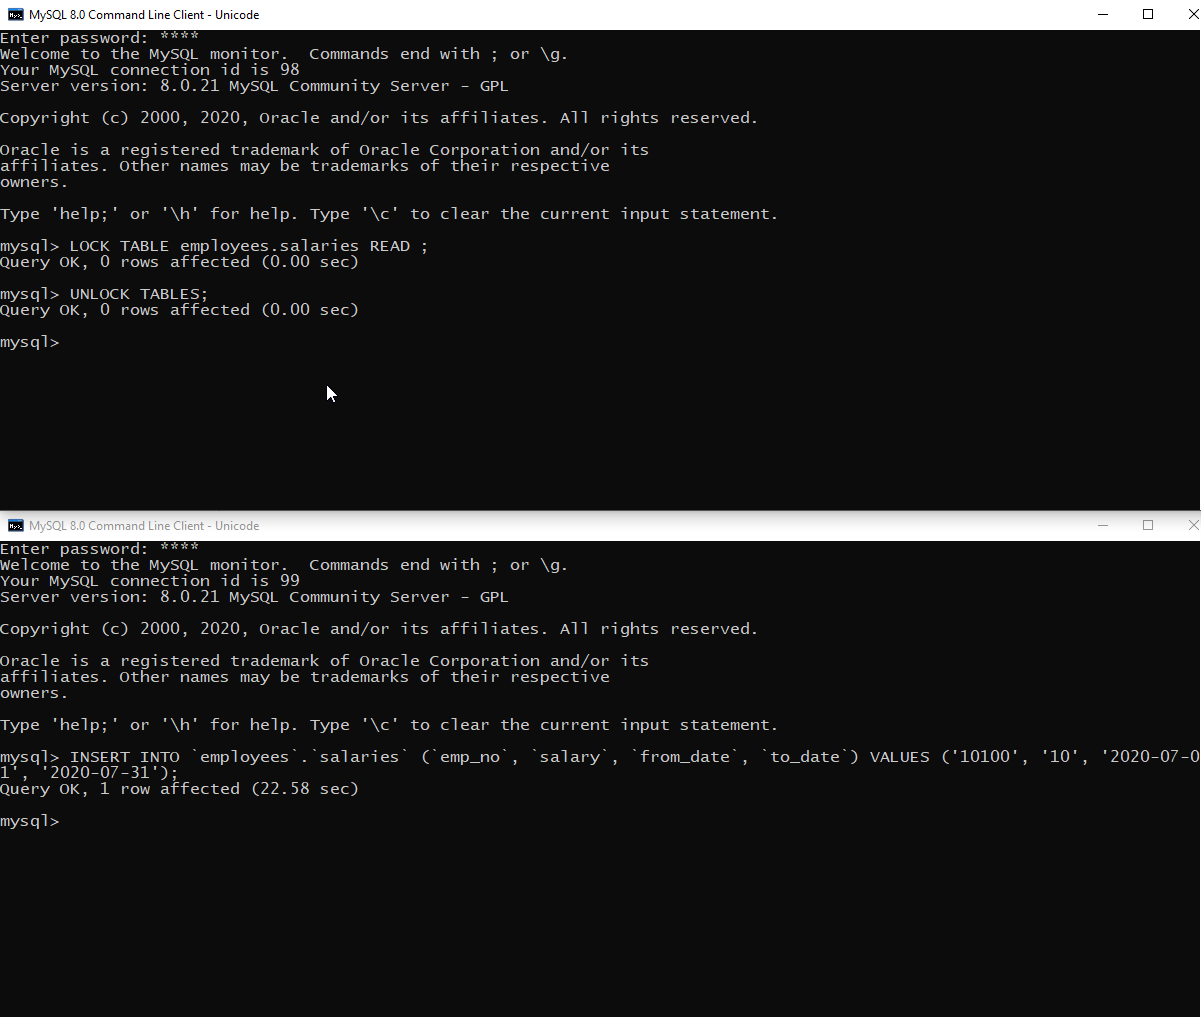 MySQL 8.0 Command Line Client - Unicode
Enter password: ****
Welcome to the MySQL monitor.  Commands end with ; or \g.
Your MySQL connection id is 98
Server version: 8.0.21 MySQL Community Server - GPL
Copyright (c) 2000, 2020, Oracle and/or its affiliates. All rights reserved.
Oracle is a registered trademark of Oracle Corporation and/or its
affiliates. Other names may be trademarks of their respective
owners.
Type 'help;' or '\h' for help. Type '\c' to clear the current input statement.
mysql> LOCK TABLE employees.salaries READ ;
Query OK, 0 rows affected (0.00 sec)
mysql> UNLOCK TABLES;
Query OK, 0 rows affected (0.00 sec)
mysql>
MySQL 8.0 Command Line Client - Unicode
Enter password: ****
Welcome to the MySQL monitor.  Commands end with ; or \g.
Your MySQL connection id is 99
Server version: 8.0.21 MySQL Community Server - GPL
Copyright (c) 2000, 2020, Oracle and/or its affiliates. All rights reserved.
Oracle is a registered trademark of Oracle Corporation and/or its
affiliates. Other names may be trademarks of their respective
owners.
Type 'help;' or '\h' for help. Type '\c' to clear the current input statement.
mysql> INSERT INTO `employees`.`salaries` (`emp_no`, `salary`, `from_date`, `to_date`) VALUES ('10100', '10', '2020-07-0
1', '2020-07-31');
Query OK, 1 row affected (22.58 sec)
mysql>